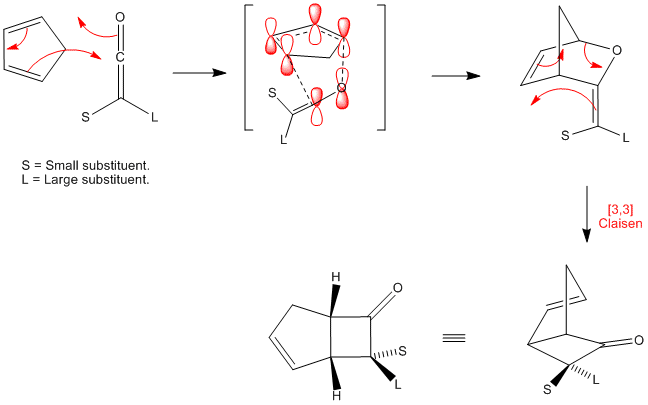 O
C
S
L
S = Small substituent.
L = Large substituent.
S
O
L
O
S
L
[3,3]
Claisen
H
O
S
L
H
O
S
L